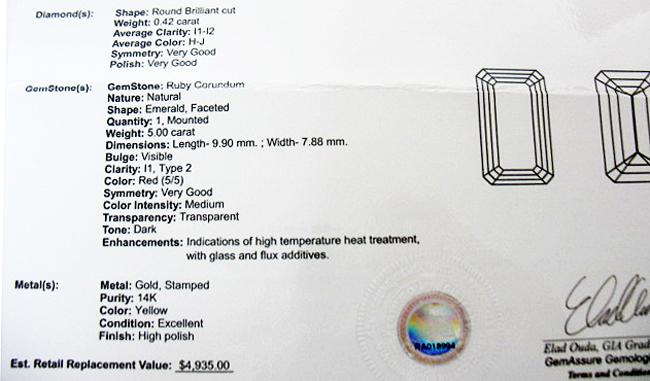 Diamond(s): Shape: Round Brilliant cut
Weight: 0.42 carat
Average Clarity: I1-I2
Average Color: H-J
Symmetry: Very Good
Polish: Very Good
GemStone(s): GemStone: Ruby Corundum
Nature: Natural
Shape: Emerald, Faceted
Quantity: 1, Mounted
Weight: 5.00 carat
Dimensions: Length- 9.90 mm. ; Width- 7.88 mm.
Bulge: Visible
Clarity: I1, Type 2
Color: Red (5/5)
Symmetry: Very Good
Color Intensity: Medium
Transparency: Transparent
Tone: Dark
Enhancements: Indications of high temperature heat treatment,
with glass and flux additives.
Metal(s): Metal: Gold, Stamped
Purity: 14K
Color: Yellow
Condition: Excellent
Finish: High polish
Est. Retail Replacement Value: $4,935.00
RA018994
Elad Ouda, GIA Grad
GemAssure Gemolog
Terms and Conditio